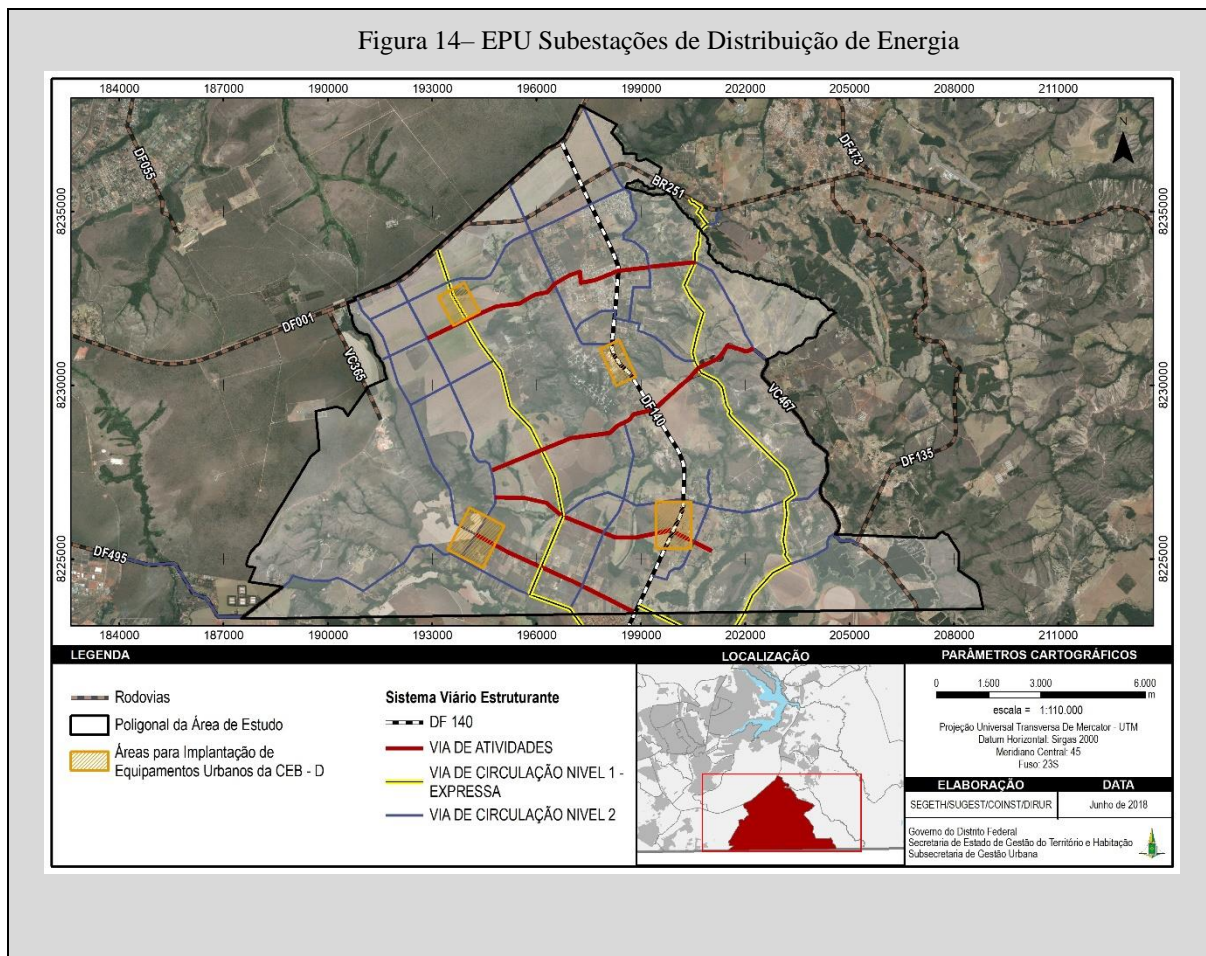 Figura 14– EPU Subestações de Distribuição de Energia
184000 187000 190000 193000 196000 199000 202000 205000 208000 211000
DF055
DF473
N
BR251
8235000
8235000
DF001
VC365
8230000
8230000
DF140
VC467
DF135
DF495
8225000
8225000
184000 187000 190000 193000 196000 199000 202000 205000 208000 211000
LEGENDA
Rodovias
Poligonal da Área de Estudo
Áreas para Implantação de
Equipamentos Urbanos da CEB - D
Sistema Viário Estruturante
DF 140
VIA DE ATIVIDADES
VIA DE CIRCULAÇÃO NIVEL 1 -
EXPRESSA
VIA DE CIRCULAÇÃO NIVEL 2
LOCALIZAÇÃO
PARÂMETROS CARTOGRÁFICOS
0 1.500 3.000 6.000
m
escala = 1:110.000
Projeção Universal Transversa De Mercator - UTM
Datum Horizontal: Sirgas 2000
Meridiano Central: 45
Fuso: 23S
ELABORAÇÃO DATA
SEGETH/SUGEST/COINST/DIRUR Junho de 2018
Governo do Distrito Federal
Secretaria de Estado de Gestão do Território e Habitação
Subsecretaria de Gestão Urbana